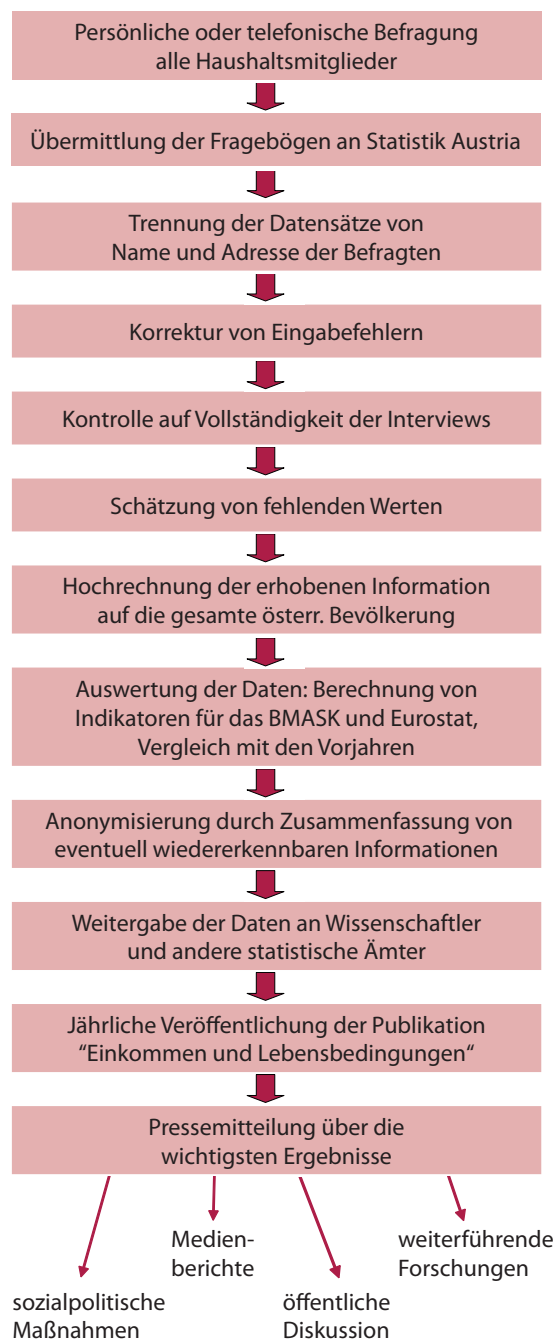 Persönliche oder telefonische Befragung
alle Haushaltsmitglieder
Übermittlung der Fragebögen an Statistik Austria
Trennung der Datensätze von
Name und Adresse der Befragten
Korrektur von Eingabefehlern
Kontrolle auf Vollständigkeit der Interviews
Schätzung von fehlenden Werten
Hochrechnung der erhobenen Information
auf die gesamte österr. Bevölkerung
Auswertung der Daten: Berechnung von
Indikatoren für das BMASK und Eurostat,
Vergleich mit den Vorjahren
Anonymisierung durch Zusammenfassung von
eventuell wiedererkennbaren Informationen
Weitergabe der Daten an Wissenschaftler
und andere statistische Ämter
Jährliche Veröffentlichung der Publikation
“Einkommen und Lebensbedingungen“
Pressemitteilung über die
wichtigsten Ergebnisse
Medien-
berichte
weiterführende
Forschungen
sozialpolitische
Maßnahmen
öffentliche
Diskussion